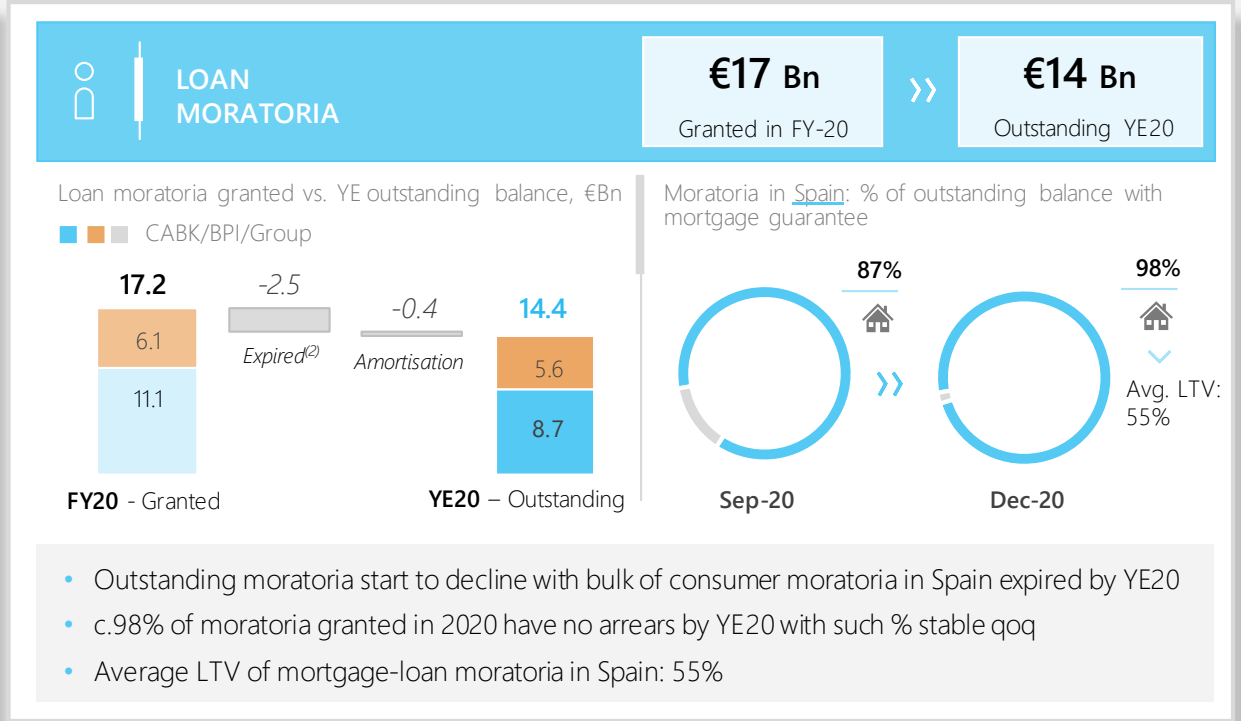 LOAN
MORATORIA
€17 Bn
Granted in FY-20
€14 Bn
Outstanding YE20
Loan moratoria granted vs. YE outstanding balance, €Bn
CABK/BPI/Group
17.2
-2.5
-0.4
14.4
6.1
11.1
Expired(2)
Amortisation
5.6
8.7
FY20 - Granted
YE20 – Outstanding
Moratoria in Spain: % of outstanding balance with
mortgage guarantee
87%
98%
Avg. LTV:
55%
Sep-20
Dec-20
• Outstanding moratoria start to decline with bulk of consumer moratoria in Spain expired by YE20
• c.98% of moratoria granted in 2020 have no arrears by YE20 with such % stable qoq
• Average LTV of mortgage-loan moratoria in Spain: 55%